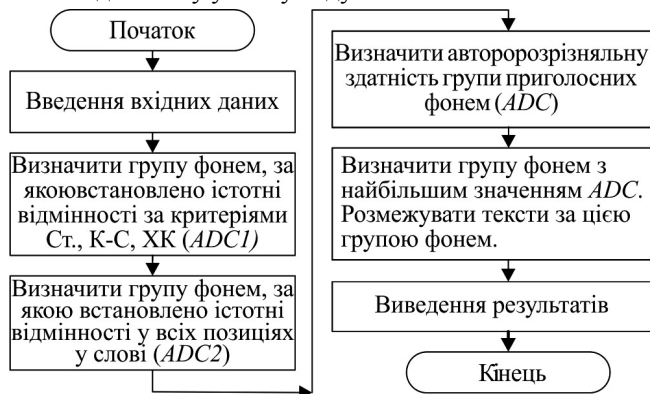 Початок
Введення вхідних даних
Визначити групу фонем, за
якоювстановлено істотні
відмінності за критеріями
Ст., К-С, ХК (ADC1)
Визначити групу фонем, за
якою встановлено істотні
відмінності у всіх позиціях
у слові (ADC2)
Визначити авторорозрізняльну
здатність групи приголосних
фонем (ADC)
Визначити групу фонем з
найбільшим значенням ADC.
Розмежувати тексти за цією
групою фонем.
Виведення результатів
Кінець